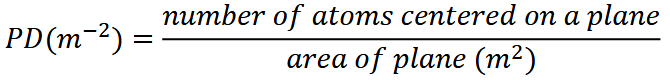 PD(m⁻²) = number of atoms centered on a plane / area of plane (m²)